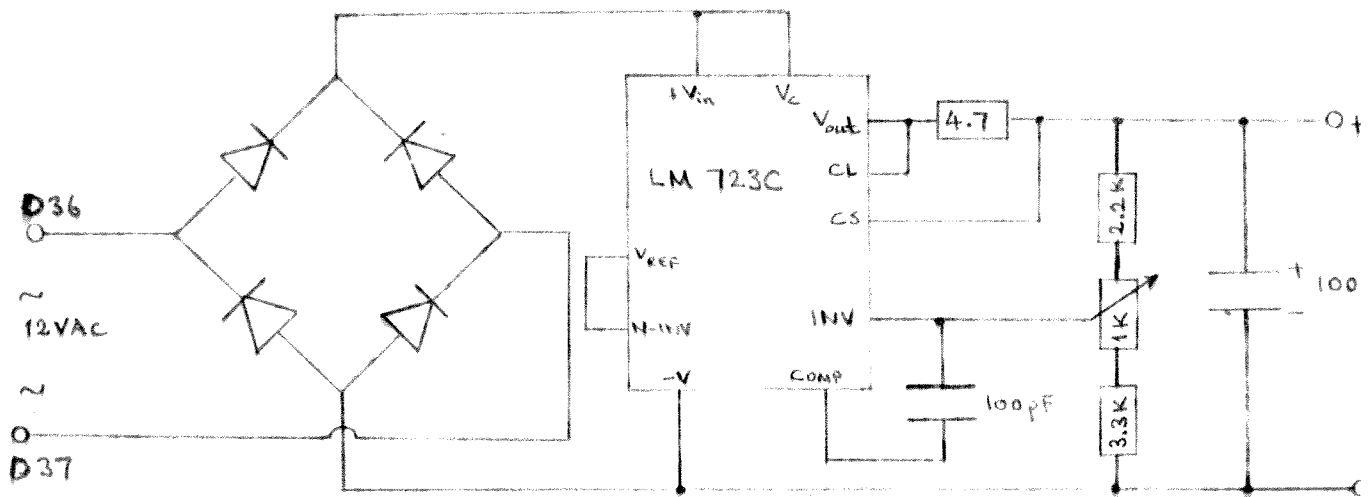 +Vin
Vc
Vout
4.7
+
LM 723C
CL
CS
D36
~
12VAC
~
D37
VREF
N-INV
-V
COMP
INV
2.2K
1K
3.3K
100pF
+
100
-